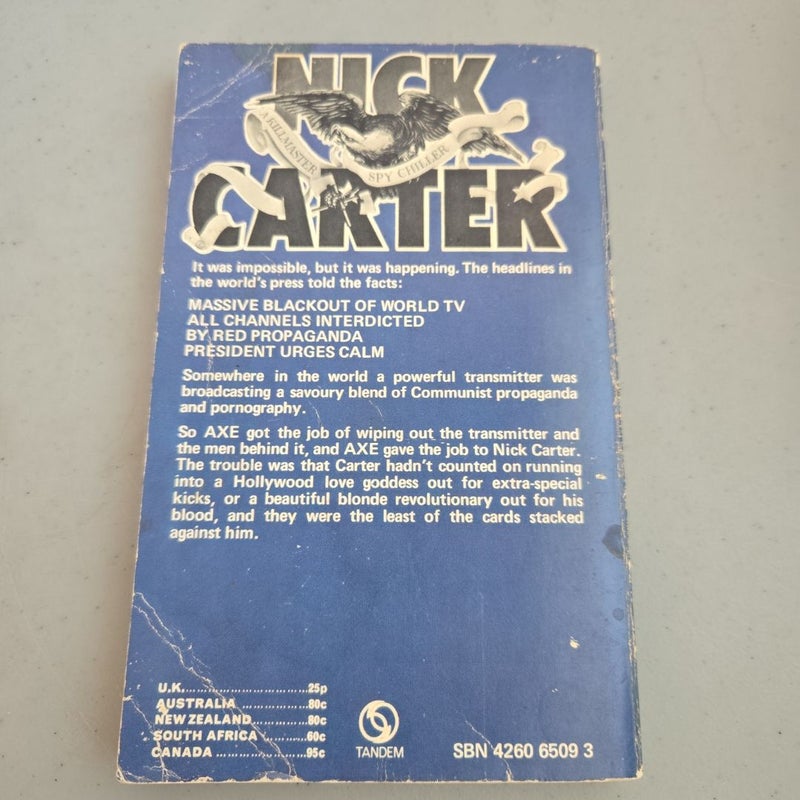 NICK
A KILLMASTER
SPY CHILLER
CARTER
It was impossible, but it was happening. The headlines in
the world's press told the facts:
MASSIVE BLACKOUT OF WORLD TV
ALL CHANNELS INTERDICTED
BY RED PROPAGANDA
PRESIDENT URGES CALM
Somewhere in the world a powerful transmitter was
broadcasting a savoury blend of Communist propaganda
and pornography.
So AXE got the job of wiping out the transmitter and
the men behind it, and AXE gave the job to Nick Carter.
The trouble was that Carter hadn't counted on running
into a Hollywood love goddess out for extra-special
kicks, or a beautiful blonde revolutionary out for his
blood, and they were the least of the cards stacked
against him.
U.K. ........................ 25p
AUSTRALIA ........................ 80c
NEW ZEALAND ................ 80c
SOUTH AFRICA ................ 60c
CANADA ........................ 95c
TANDEM
SBN 4260 6509 3